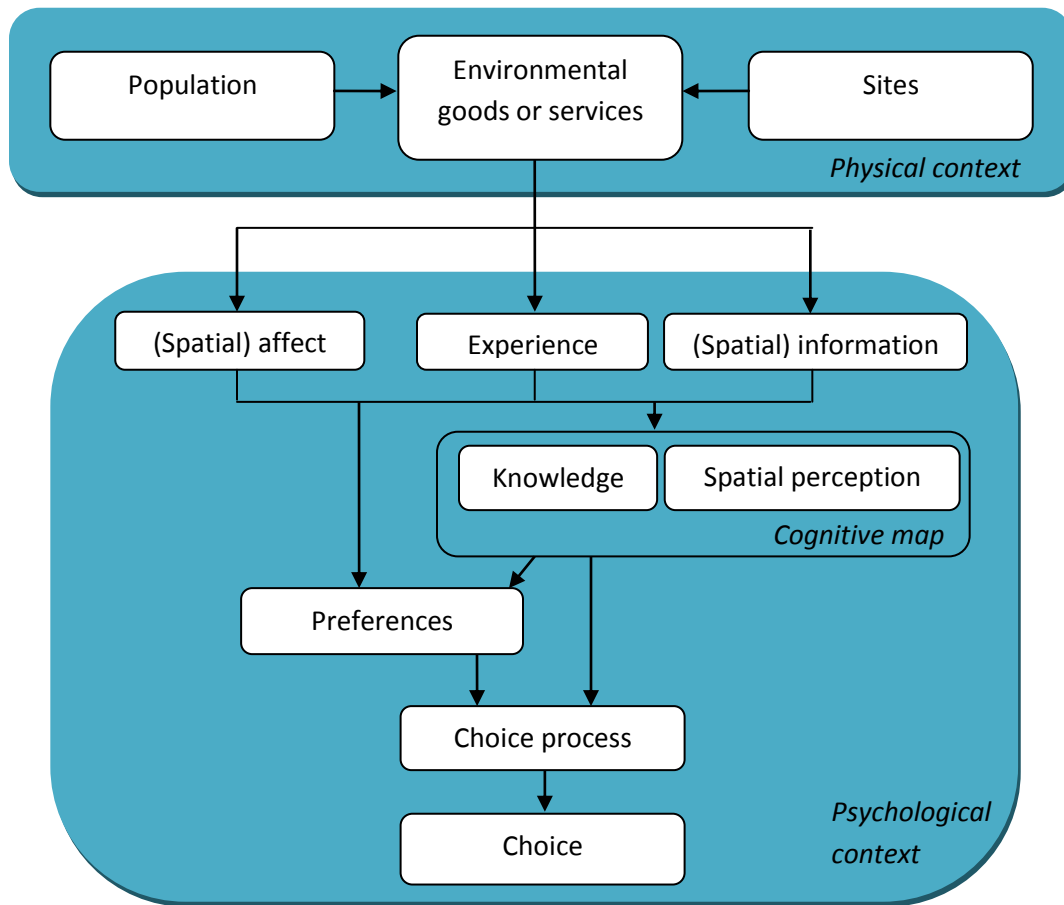 Population
Environmental
goods or services
Sites
Physical context
(Spatial) affect
Experience
(Spatial) information
Knowledge
Spatial perception
Cognitive map
Preferences
Choice process
Choice
Psychological
context